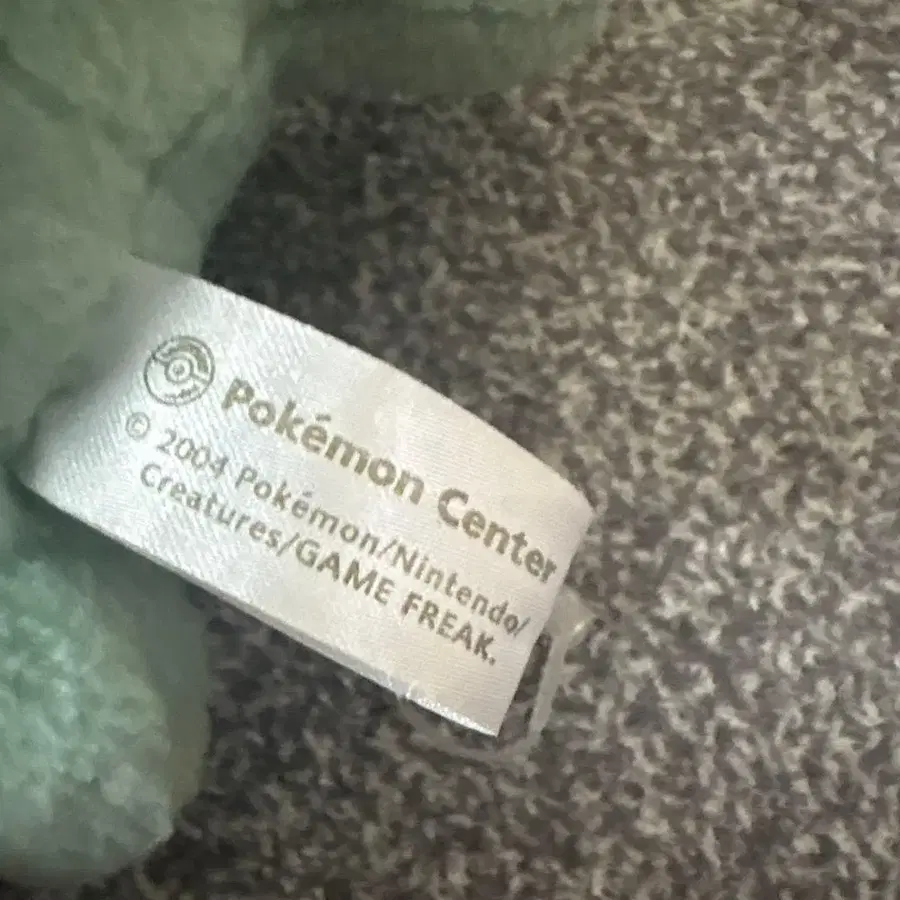 Pokémon Center
© 2004 Pokémon/Nintendo/
Creatures/GAME FREAK.